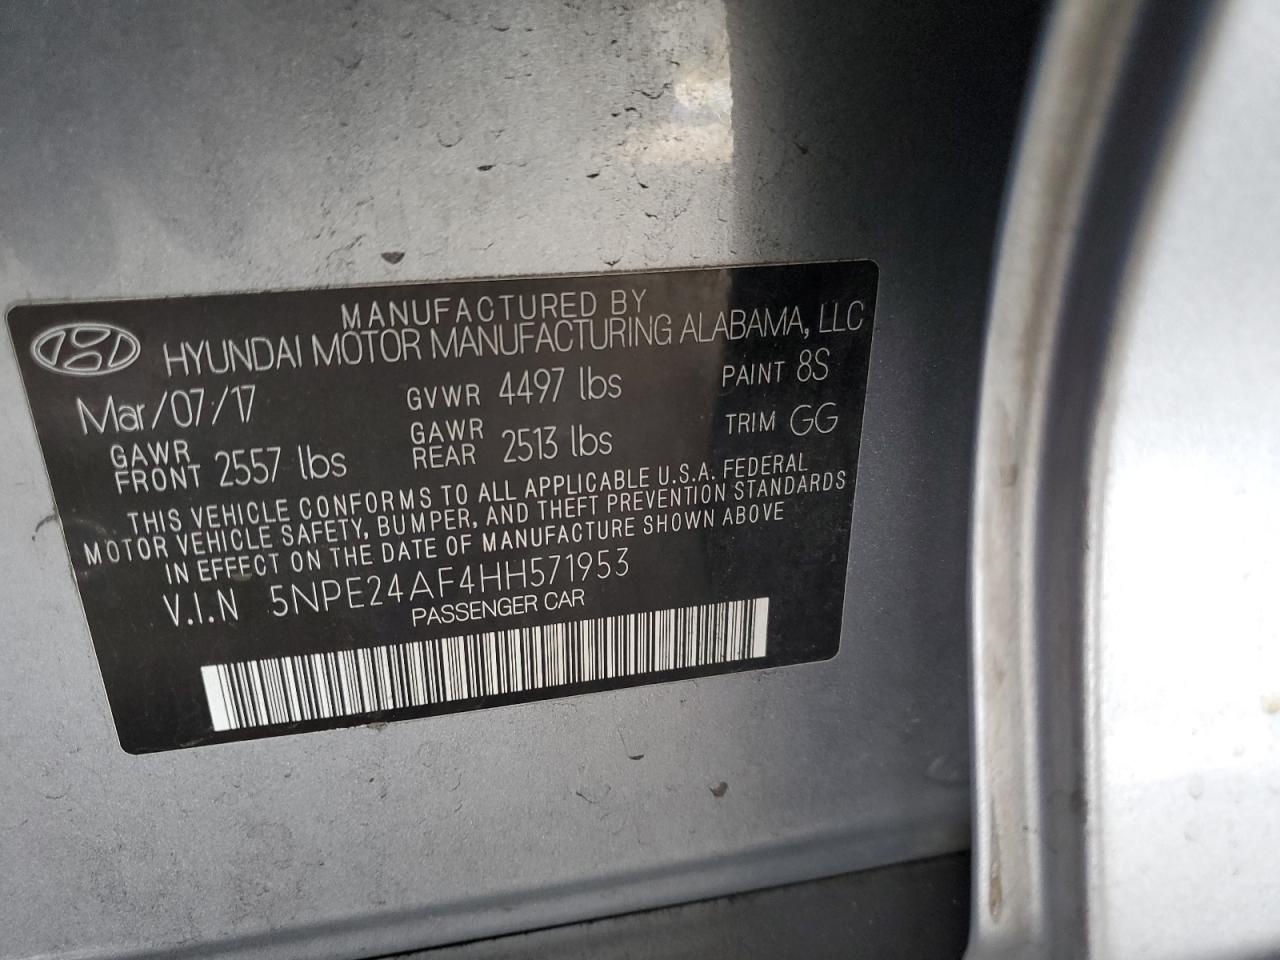 MANUFACTURED BY
HYUNDAI MOTOR MANUFACTURING ALABAMA, LLC
Mar/07/17 GVWR 4497 lbs PAINT 8S
GAWR FRONT 2557 lbs GAWR REAR 2513 lbs TRIM GG
THIS VEHICLE CONFORMS TO ALL APPLICABLE U.S.A. FEDERAL
MOTOR VEHICLE SAFETY, BUMPER, AND THEFT PREVENTION STANDARDS
IN EFFECT ON THE DATE OF MANUFACTURE SHOWN ABOVE
V.I.N 5NPE24AF4HH571953
PASSENGER CAR